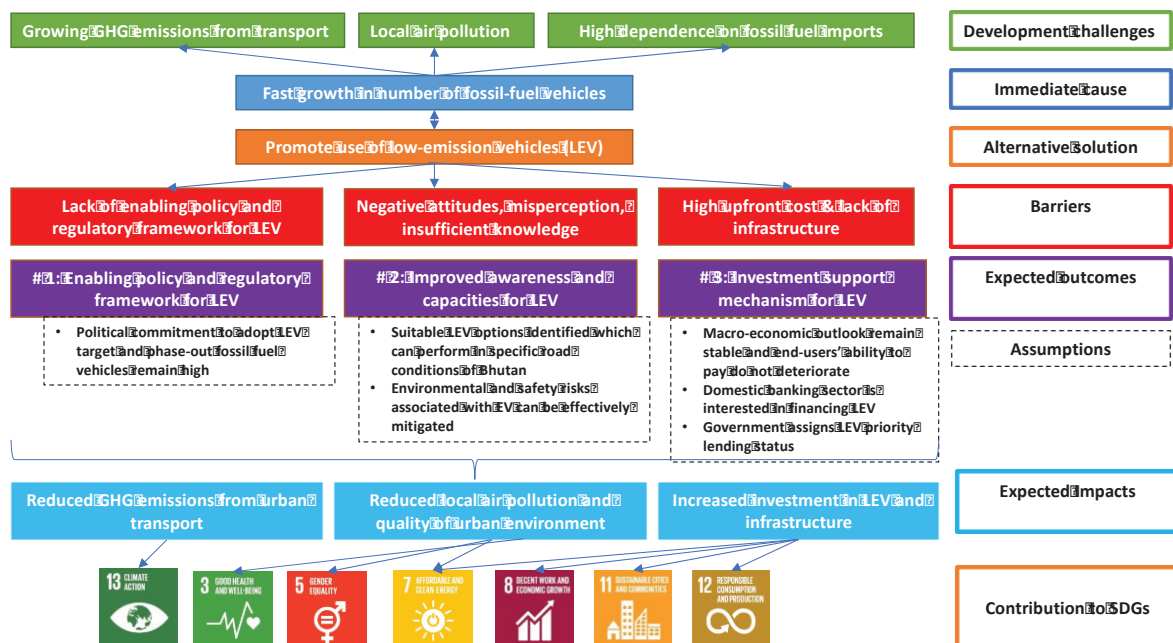 Growing GHG emissions from transport
Local air pollution
High dependence on fossil fuel imports
Development challenges
Fast growth in number of fossil-fuel vehicles
Immediate cause
Promote use of low-emission vehicles (LEV)
Alternative solution
Lack of enabling policy and
regulatory framework for LEV
Negative attitudes, misperception,
insufficient knowledge
High upfront cost & lack of
infrastructure
Barriers
# 1: Enabling policy and regulatory
framework for LEV
# 2: Improved awareness and
capacities for LEV
# 3: Investment support
mechanism for LEV
Expected outcomes
• Political commitment to adopt LEV
target and phase-out fossil fuel
vehicles remain high
• Suitable LEV options identified which
can perform in specific road
conditions of Bhutan
• Environmental and safety risks
associated with EV can be effectively
mitigated
• Macro-economic outlook remain
stable and end-users' ability to
pay do not deteriorate
• Domestic banking sector is
interested in financing LEV
• Government assigns LEV priority
lending status
Assumptions
Reduced GHG emissions from urban
transport
Reduced local air pollution and
quality of urban environment
Increased investment in LEV and
infrastructure
Expected Impacts
13 CLIMATE
ACTION
3 GOOD HEALTH
AND WELL-BEING
5 GENDER
EQUALITY
7 AFFORDABLE AND
CLEAN ENERGY
8 DECENT WORK AND
ECONOMIC GROWTH
11 SUSTAINABLE CITIES
AND COMMUNITIES
12 RESPONSIBLE
CONSUMPTION
AND PRODUCTION
Contribution to SDGs